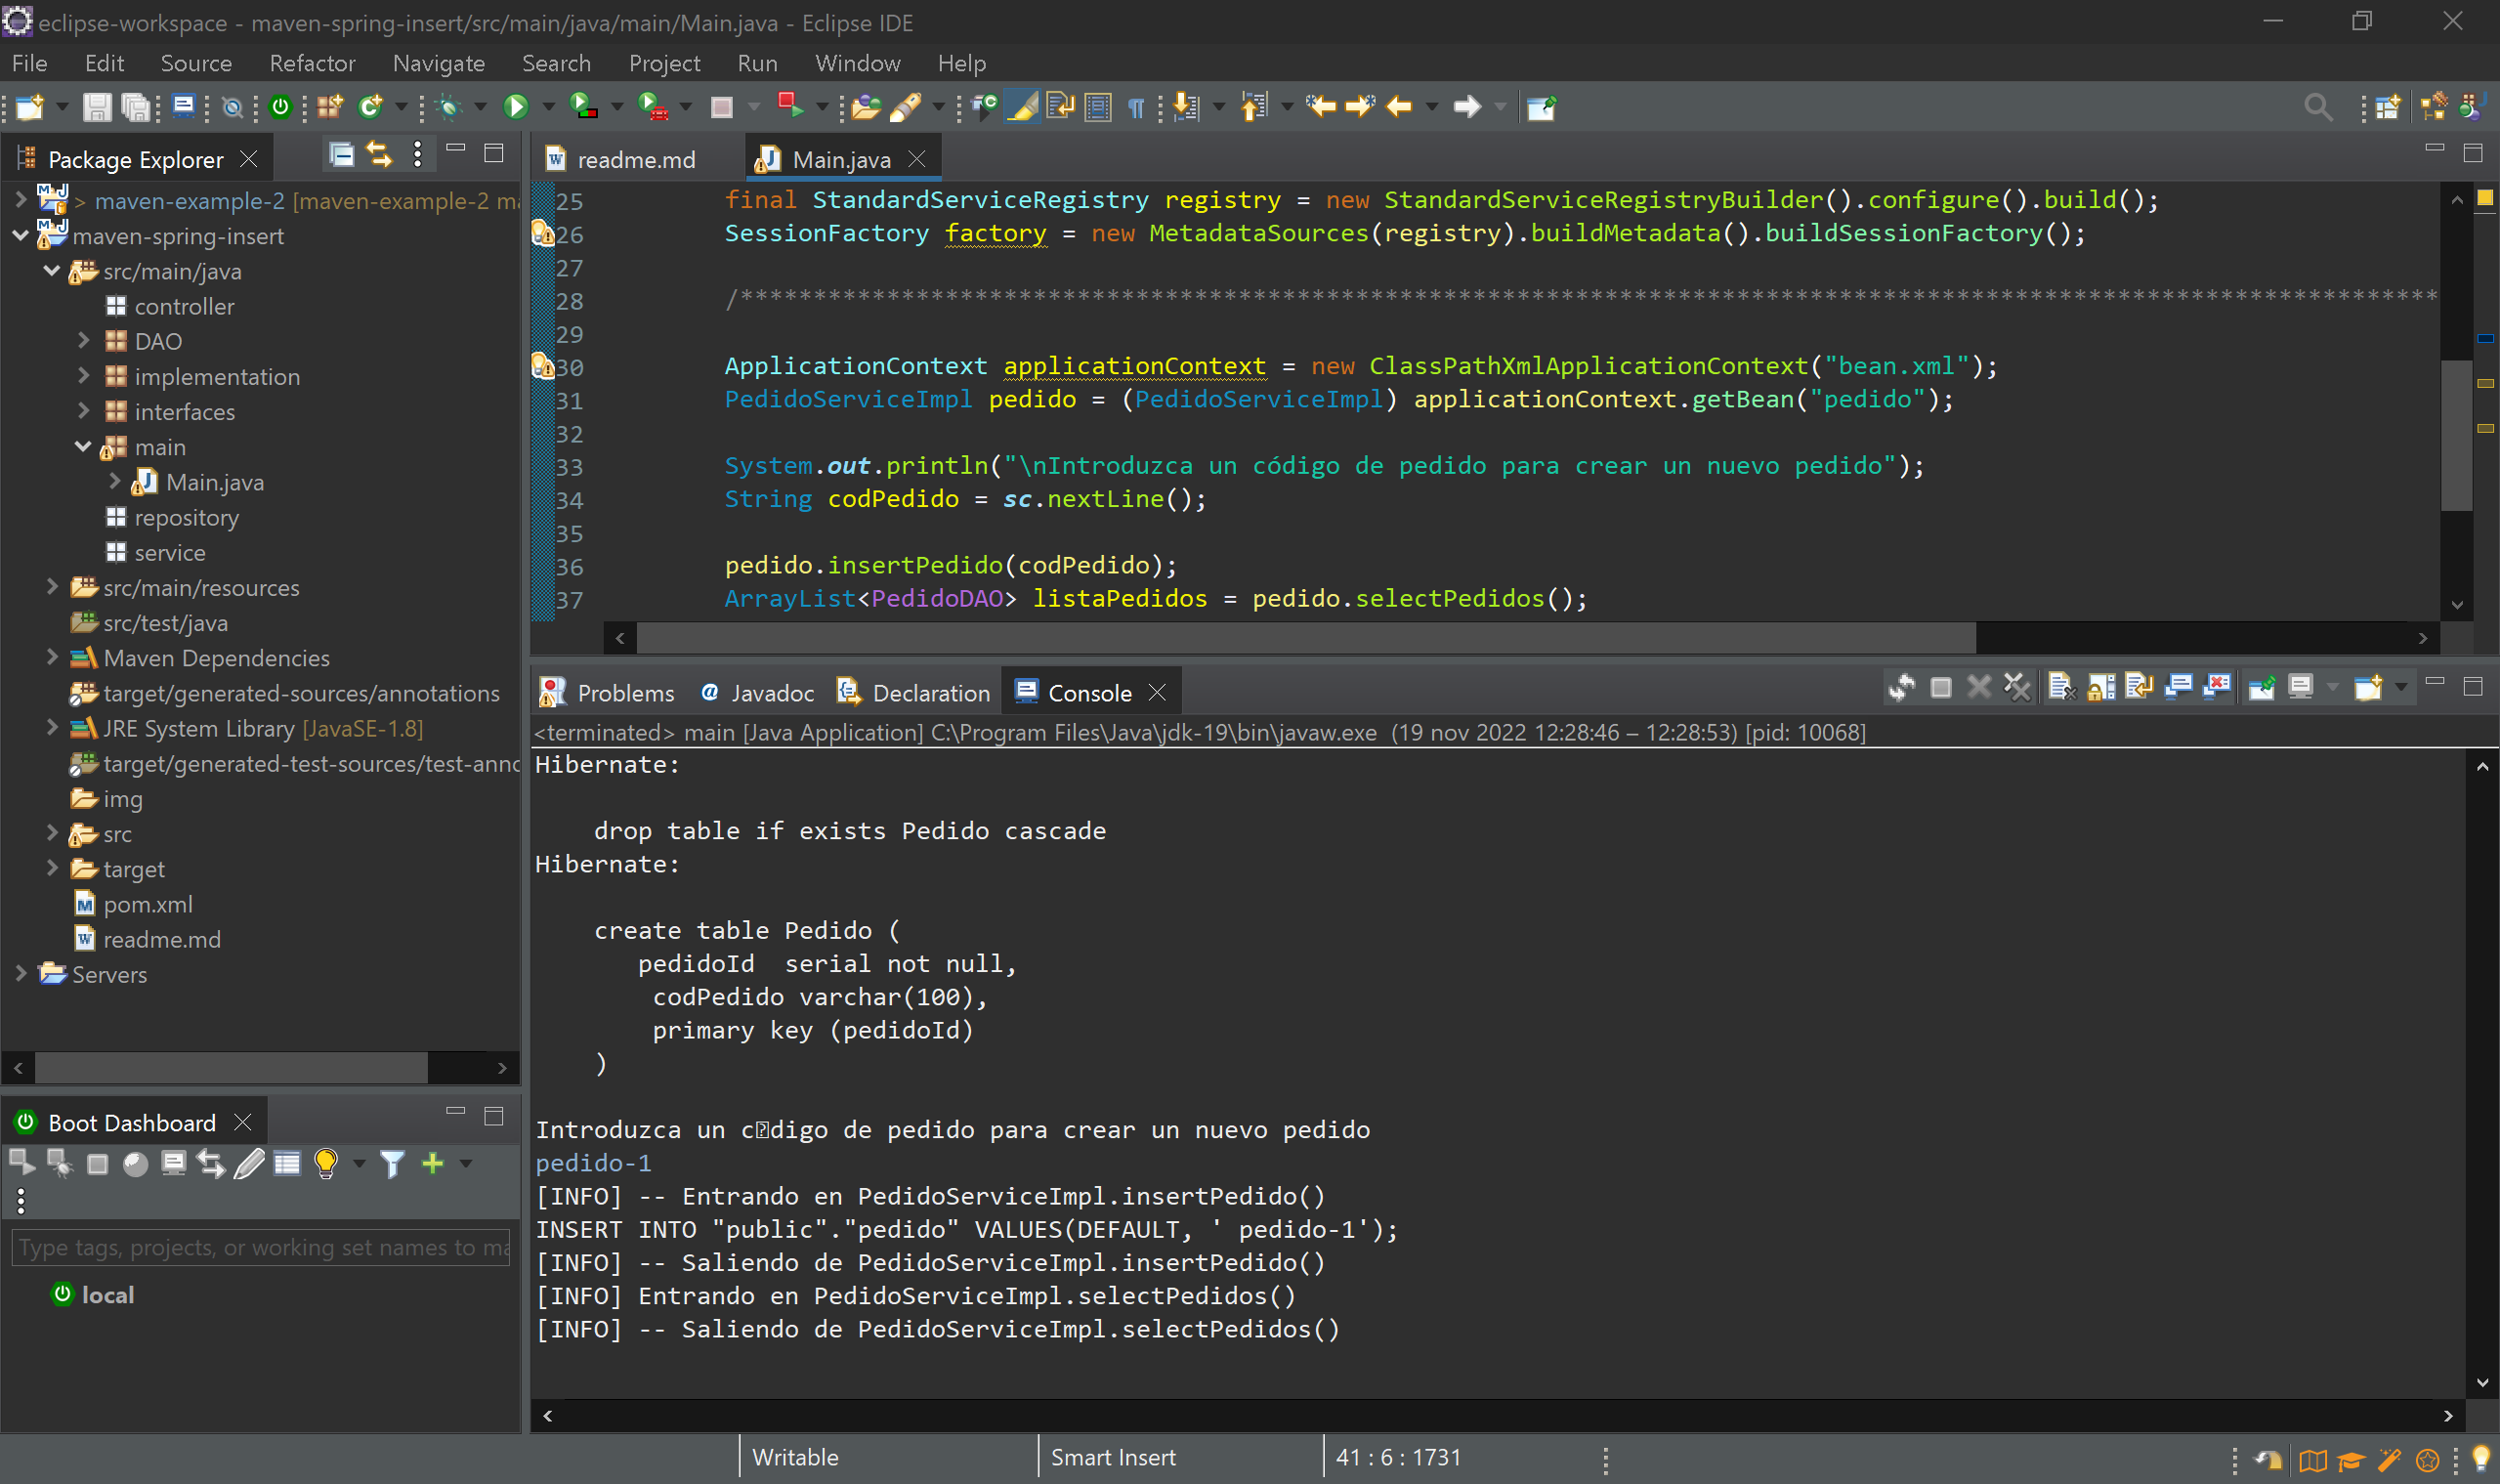 eclipse-workspace - maven-spring-insert/src/main/java/main/Main.java - Eclipse IDE
File Edit Source Refactor Navigate Search Project Run Window Help
Package Explorer
> maven-example-2 [maven-example-2 ma
maven-spring-insert
src/main/java
controller
DAO
implementation
interfaces
main
Main.java
repository
service
src/main/resources
src/test/java
Maven Dependencies
target/generated-sources/annotations
JRE System Library [JavaSE-1.8]
target/generated-test-sources/test-anno
img
src
target
pom.xml
readme.md
Servers
Boot Dashboard
Type tags, projects, or working set names to ma
local
readme.md Main.java
25 final StandardServiceRegistry registry = new StandardServiceRegistryBuilder().configure().build();
26 SessionFactory factory = new MetadataSources(registry).buildMetadata().buildSessionFactory();
27
28 /********************************************************************************************************************
29
30 ApplicationContext applicationContext = new ClassPathXmlApplicationContext("bean.xml");
31 PedidoServiceImpl pedido = (PedidoServiceImpl) applicationContext.getBean("pedido");
32
33 System.out.println("\nIntroduzca un código de pedido para crear un nuevo pedido");
34 String codPedido = sc.nextLine();
35
36 pedido.insertPedido(codPedido);
37 ArrayList<PedidoDAO> listaPedidos = pedido.selectPedidos();
Problems @ Javadoc Declaration Console
<terminated> main [Java Application] C:\Program Files\Java\jdk-19\bin\javaw.exe (19 nov 2022 12:28:46 – 12:28:53) [pid: 10068]
Hibernate:
drop table if exists Pedido cascade
Hibernate:
create table Pedido (
pedidoId  serial not null,
codPedido varchar(100),
primary key (pedidoId)
)
Introduzca un c�digo de pedido para crear un nuevo pedido
pedido-1
[INFO] -- Entrando en PedidoServiceImpl.insertPedido()
INSERT INTO "public"."pedido" VALUES(DEFAULT, ' pedido-1');
[INFO] -- Saliendo de PedidoServiceImpl.insertPedido()
[INFO] Entrando en PedidoServiceImpl.selectPedidos()
[INFO] -- Saliendo de PedidoServiceImpl.selectPedidos()
Writable Smart Insert 41 : 6 : 1731